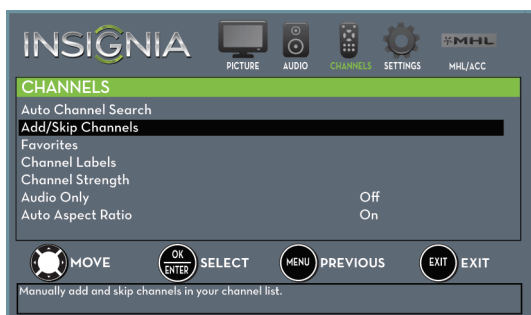 INSIGNIA
PICTURE AUDIO CHANNELS SETTINGS MHL MHL/ACC
CHANNELS
Auto Channel Search
Add/Skip Channels
Favorites
Channel Labels
Channel Strength
Audio Only Off
Auto Aspect Ratio On
MOVE OK ENTER SELECT MENU PREVIOUS EXIT EXIT
Manually add and skip channels in your channel list.